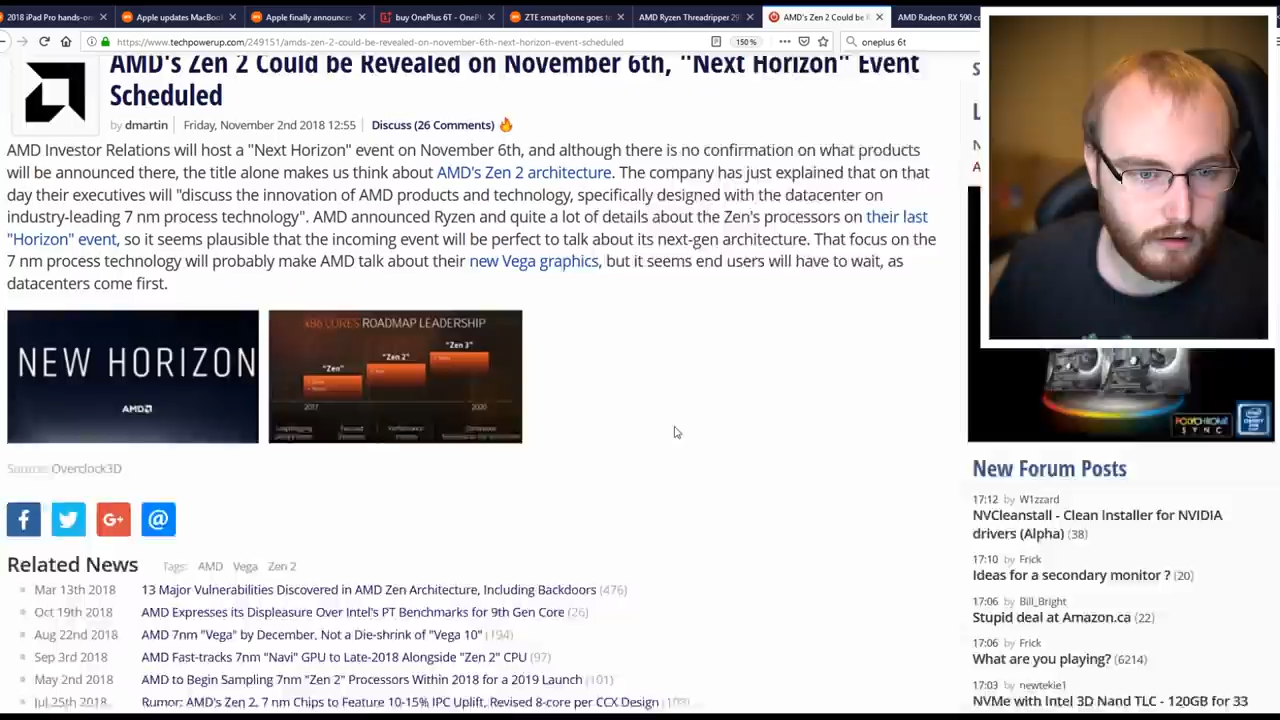 2018 iPad Pro hands-on
Apple updates MacBoo
Apple finally announces
buy OnePlus 6T - OnePl
ZTE smartphone goes t
AMD Ryzen Threadripper 29
AMD's Zen 2 Could be R
AMD Radeon RX 590 co
https://www.techpowerup.com/249151/amds-zen-2-could-be-revealed-on-november-6th-next-horizon-event-scheduled
150%
oneplus 6t
AMD's Zen 2 Could be Revealed on November 6th, "Next Horizon" Event
Scheduled
by dmartin Friday, November 2nd 2018 12:55 Discuss (26 Comments)
AMD Investor Relations will host a "Next Horizon" event on November 6th, and although there is no confirmation on what products
will be announced there, the title alone makes us think about AMD's Zen 2 architecture. The company has just explained that on that
day their executives will "discuss the innovation of AMD products and technology, specifically designed with the datacenter on
industry-leading 7 nm process technology". AMD announced Ryzen and quite a lot of details about the Zen's processors on their last
"Horizon" event, so it seems plausible that the incoming event will be perfect to talk about its next-gen architecture. That focus on the
7 nm process technology will probably make AMD talk about their new Vega graphics, but it seems end users will have to wait, as
datacenters come first.
NEW HORIZON
AMD
x86 CORES ROADMAP LEADERSHIP
"Zen"
"Zen 2"
"Zen 3"
2017
2020
Source: Overclock3D
f
G+
@
Related News Tags: AMD Vega Zen 2
Mar 13th 2018 13 Major Vulnerabilities Discovered in AMD Zen Architecture, Including Backdoors (476)
Oct 19th 2018 AMD Expresses its Displeasure Over Intel's PT Benchmarks for 9th Gen Core (26)
Aug 22nd 2018 AMD 7nm "Vega" by December, Not a Die-shrink of "Vega 10" (194)
Sep 3rd 2018 AMD Fast-tracks 7nm "Navi" GPU to Late-2018 Alongside "Zen 2" CPU (97)
May 2nd 2018 AMD to Begin Sampling 7nm "Zen 2" Processors Within 2018 for a 2019 Launch (101)
Jul 25th 2018 Rumor: AMD's Zen 2, 7 nm Chips to Feature 10-15% IPC Uplift, Revised 8-core per CCX Design
POLYCHROME
SYNC
New Forum Posts
17:12 by W1zzard
NVCleanstall - Clean Installer for NVIDIA
drivers (Alpha) (38)
17:10 by Frick
Ideas for a secondary monitor ? (20)
17:06 by Bill_Bright
Stupid deal at Amazon.ca (22)
17:06 by Frick
What are you playing? (6214)
17:03 by newtekie1
NVMe with Intel 3D Nand TLC - 120GB for 33